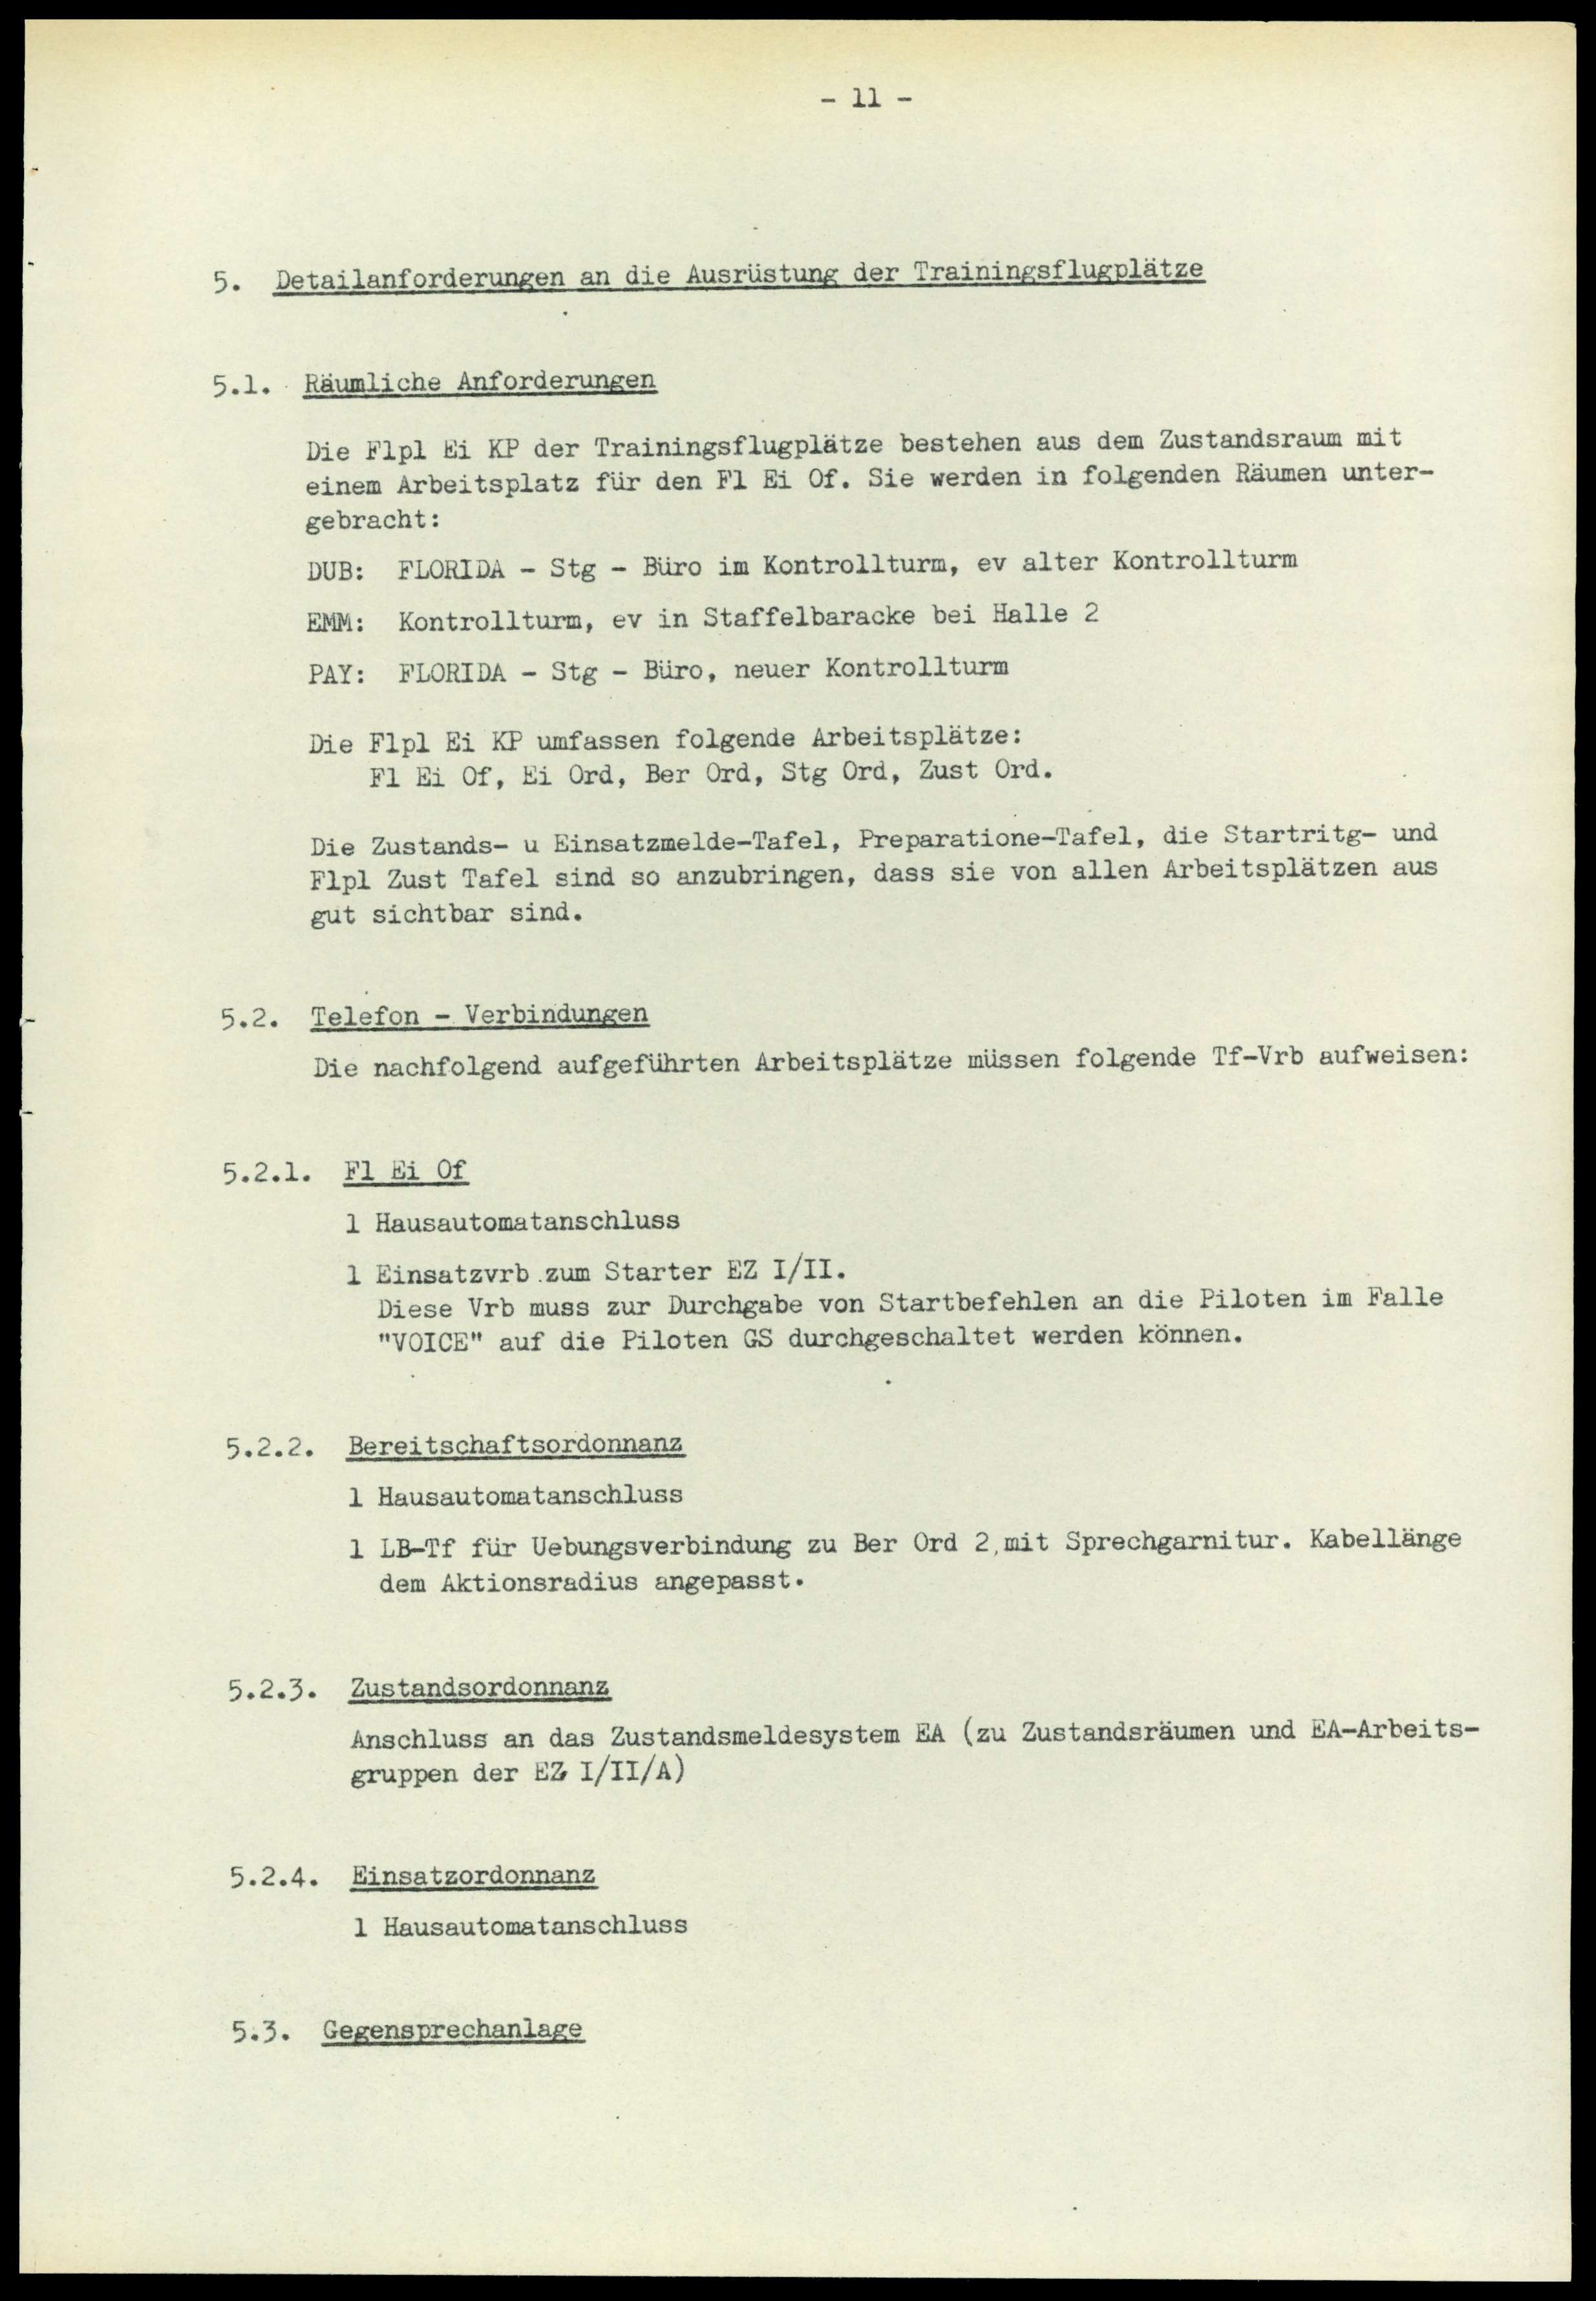 - 11 -
5. Detailanforderungen an die Ausrüstung der Trainingsflugplätze
5.1. Räumliche Anforderungen
Die Flpl Ei KP der Trainingsflugplätze bestehen aus dem Zustandsraum mit
einem Arbeitsplatz für den Fl Ei Of. Sie werden in folgenden Räumen unter-
gebracht:
DUB: FLORIDA - Stg - Büro im Kontrollturm, ev alter Kontrollturm
EMM: Kontrollturm, ev in Staffelbaracke bei Halle 2
PAY: FLORIDA - Stg - Büro, neuer Kontrollturm
Die Flpl Ei KP umfassen folgende Arbeitsplätze:
Fl Ei Of, Ei Ord, Ber Ord, Stg Ord, Zust Ord.
Die Zustands- u Einsatzmelde-Tafel, Preparatione-Tafel, die Startritg- und
Flpl Zust Tafel sind so anzubringen, dass sie von allen Arbeitsplätzen aus
gut sichtbar sind.
5.2. Telefon - Verbindungen
Die nachfolgend aufgeführten Arbeitsplätze müssen folgende Tf-Vrb aufweisen:
5.2.1. Fl Ei Of
1 Hausautomatanschluss
1 Einsatzvrb zum Starter EZ I/II.
Diese Vrb muss zur Durchgabe von Startbefehlen an die Piloten im Falle
"VOICE" auf die Piloten GS durchgeschaltet werden können.
5.2.2. Bereitschaftsordonnanz
1 Hausautomatanschluss
1 LB-Tf für Uebungsverbindung zu Ber Ord 2,mit Sprechgarnitur. Kabellänge
dem Aktionsradius angepasst.
5.2.3. Zustandsordonnanz
Anschluss an das Zustandsmeldesystem EA (zu Zustandsräumen und EA-Arbeits-
gruppen der EZ I/II/A)
5.2.4. Einsatzordonnanz
1 Hausautomatanschluss
5.3. Gegensprechanlage